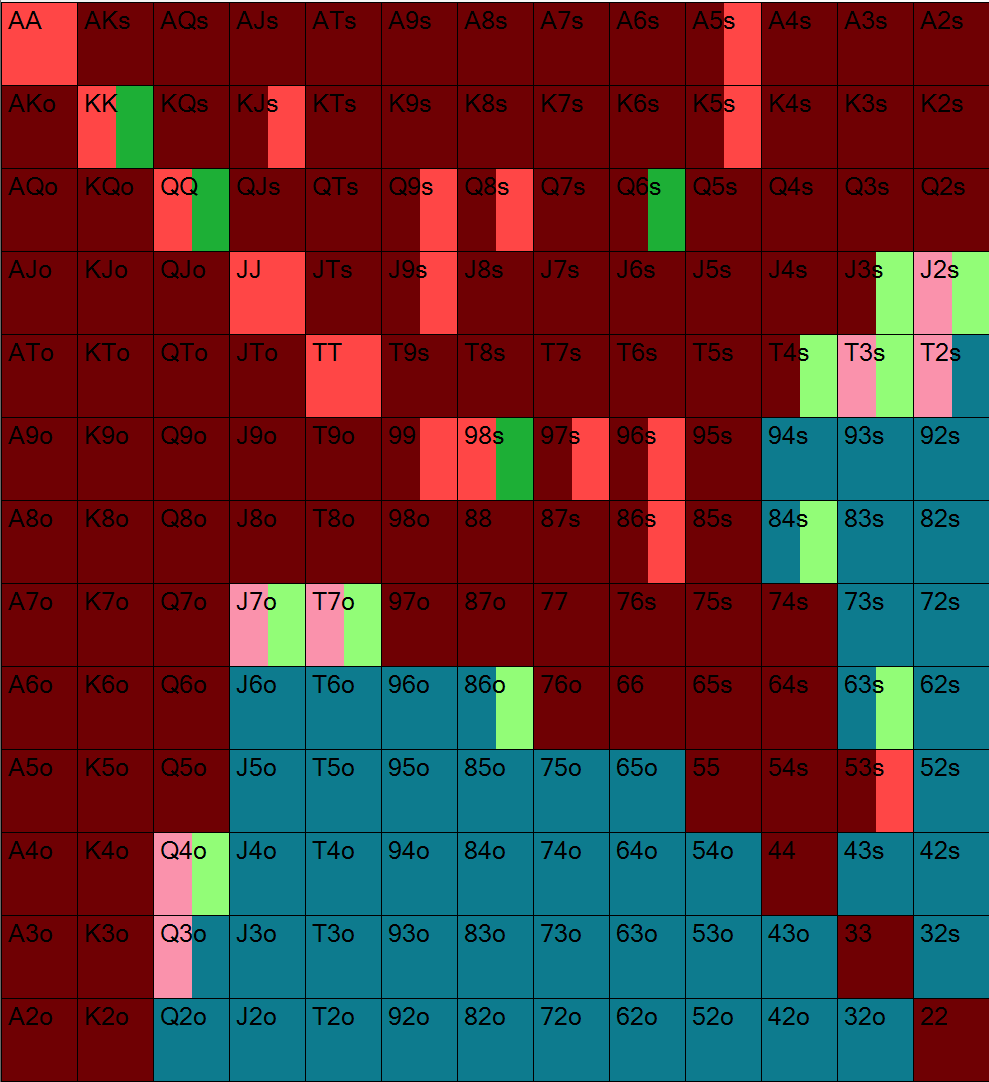 AA AKs AQs AJs ATs A9s A8s A7s A6s A5s A4s A3s A2s
AKo KK KQs KJs KTs K9s K8s K7s K6s K5s K4s K3s K2s
AQo KQo QQ QJs QTs Q9s Q8s Q7s Q6s Q5s Q4s Q3s Q2s
AJo KJo QJo JJ JTs J9s J8s J7s J6s J5s J4s J3s J2s
ATo KTo QTo JTo TT T9s T8s T7s T6s T5s T4s T3s T2s
A9o K9o Q9o J9o T9o 99 98s 97s 96s 95s 94s 93s 92s
A8o K8o Q8o J8o T8o 98o 88 87s 86s 85s 84s 83s 82s
A7o K7o Q7o J7o T7o 97o 87o 77 76s 75s 74s 73s 72s
A6o K6o Q6o J6o T6o 96o 86o 76o 66 65s 64s 63s 62s
A5o K5o Q5o J5o T5o 95o 85o 75o 65o 55 54s 53s 52s
A4o K4o Q4o J4o T4o 94o 84o 74o 64o 54o 44 43s 42s
A3o K3o Q3o J3o T3o 93o 83o 73o 63o 53o 43o 33 32s
A2o K2o Q2o J2o T2o 92o 82o 72o 62o 52o 42o 32o 22